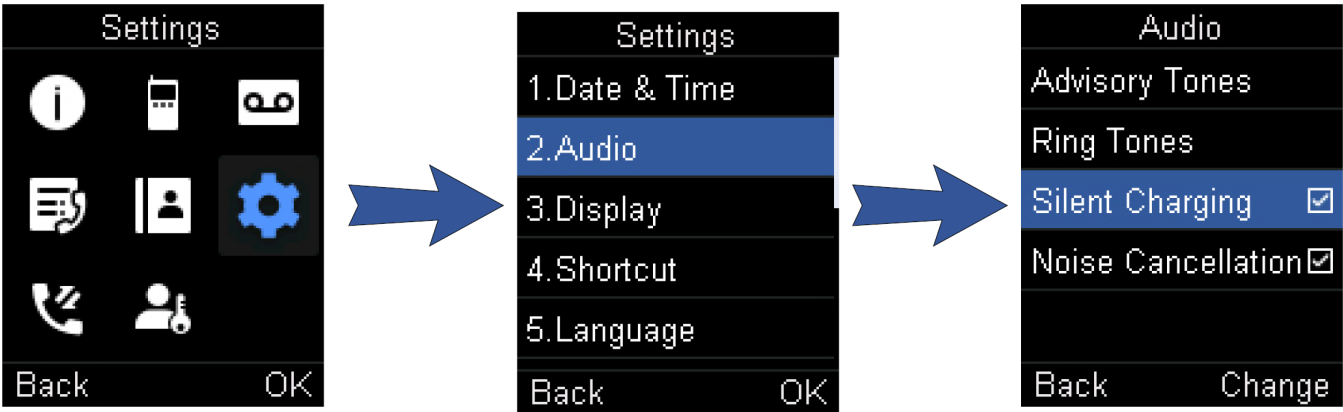 Settings
Back OK
Settings
1.Date & Time
2.Audio
3.Display
4.Shortcut
5.Language
Back OK
Audio
Advisory Tones
Ring Tones
Silent Charging
Noise Cancellation
Back Change